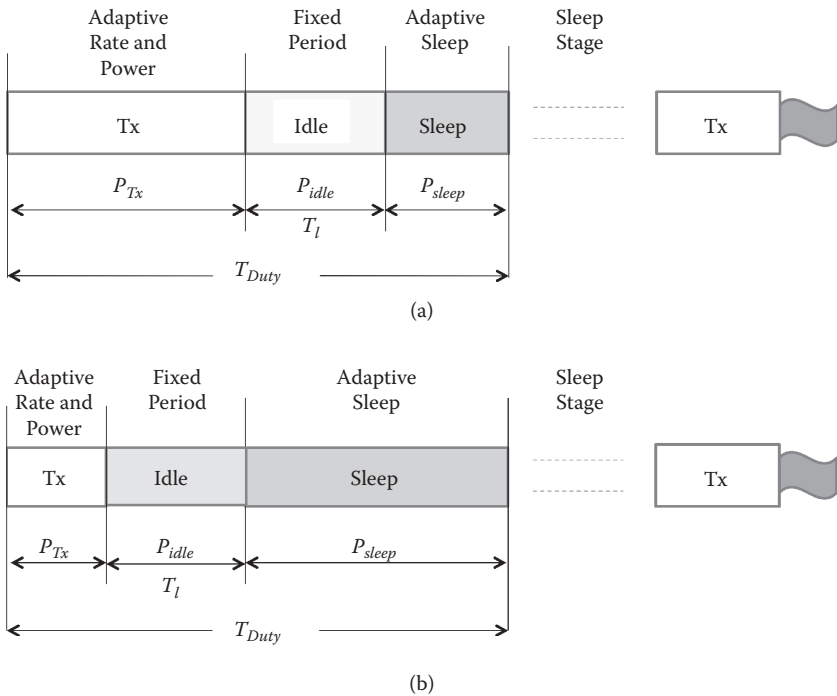 Adaptive
Rate and
Power
Fixed
Period
Adaptive
Sleep
Sleep
Stage
Tx
Idle
Sleep
Tx
P_Tx
P_idle
P_sleep
T_l
T_Duty
(a)
Adaptive
Rate and
Power
Fixed
Period
Adaptive
Sleep
Sleep
Stage
Tx
Idle
Sleep
Tx
P_Tx
P_idle
P_sleep
T_l
T_Duty
(b)